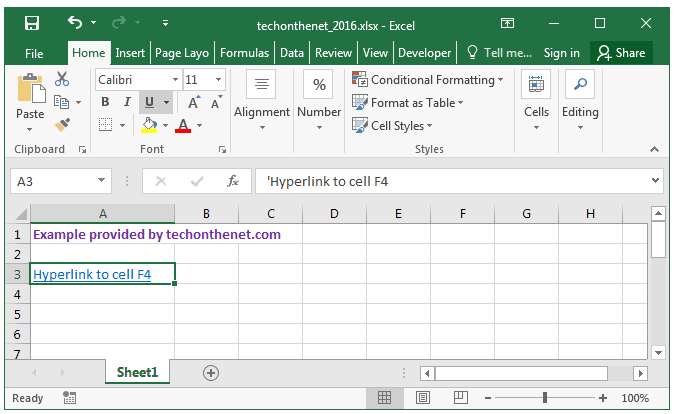 techonthenet_2016.xlsx - Excel
File Home Insert Page Layo Formulas Data Review View Developer Tell me... Sign in Share
Calibri 11
Conditional Formatting
Format as Table
Cell Styles
Paste B I U A A A Alignment % Number Cells Editing
Clipboard Font Styles
A3 fx 'Hyperlink to cell F4
A B C D E F G H
1 Example provided by techonthenet.com
2
3 Hyperlink to cell F4
4
5
6
7
Sheet1
Ready 100%